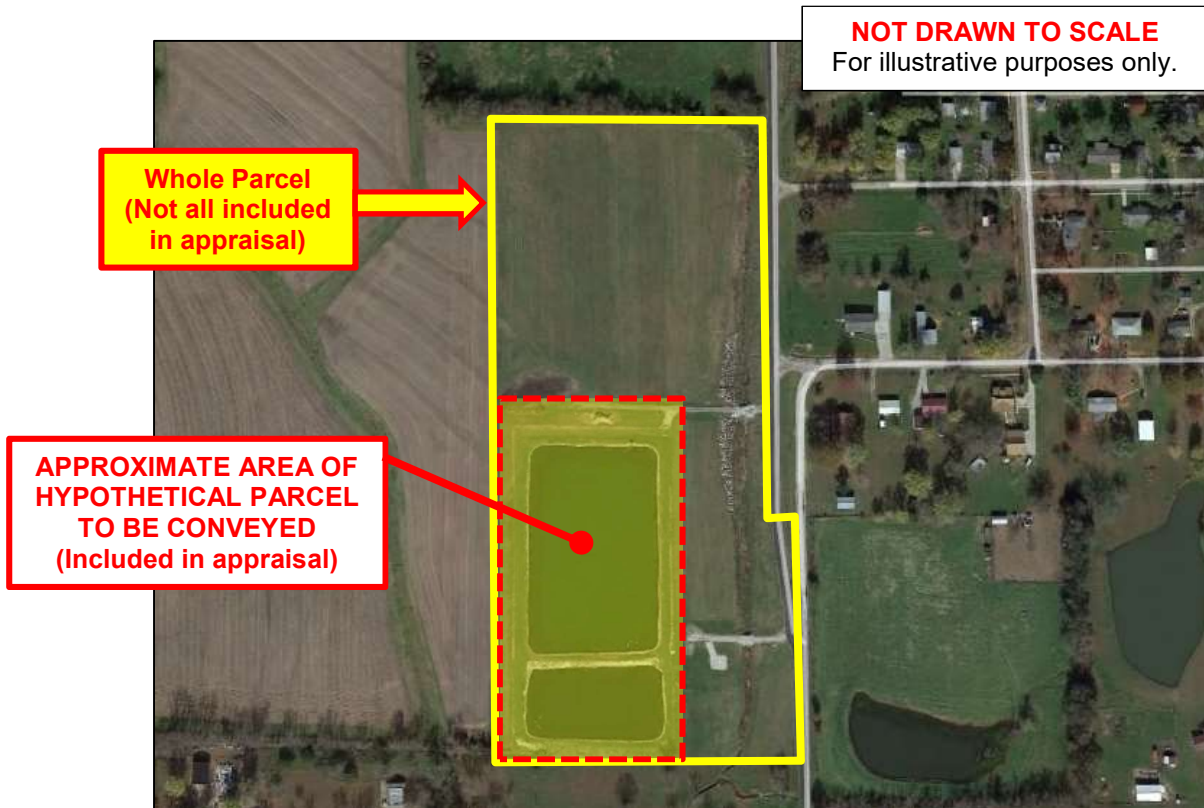 NOT DRAWN TO SCALE
For illustrative purposes only.
Whole Parcel
(Not all included
in appraisal)
APPROXIMATE AREA OF
HYPOTHETICAL PARCEL
TO BE CONVEYED
(Included in appraisal)